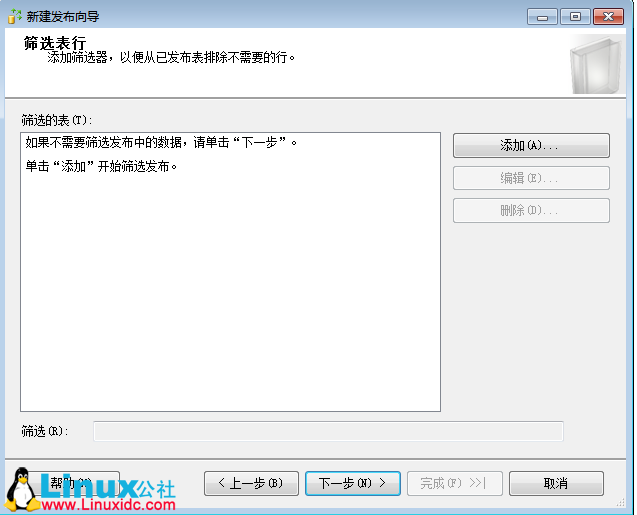 新建发布向导
筛选表行
添加筛选器，以便从已发布表排除不需要的行。
筛选的表(T):
如果不需要筛选发布中的数据，请单击“下一步”。
单击“添加”开始筛选发布。
添加(A)...
编辑(E)...
删除(D)...
筛选(R):
< 上一步(B)
下一步(N) >
完成(F) >>|
取消
Linux公社
www.Linuxidc.com